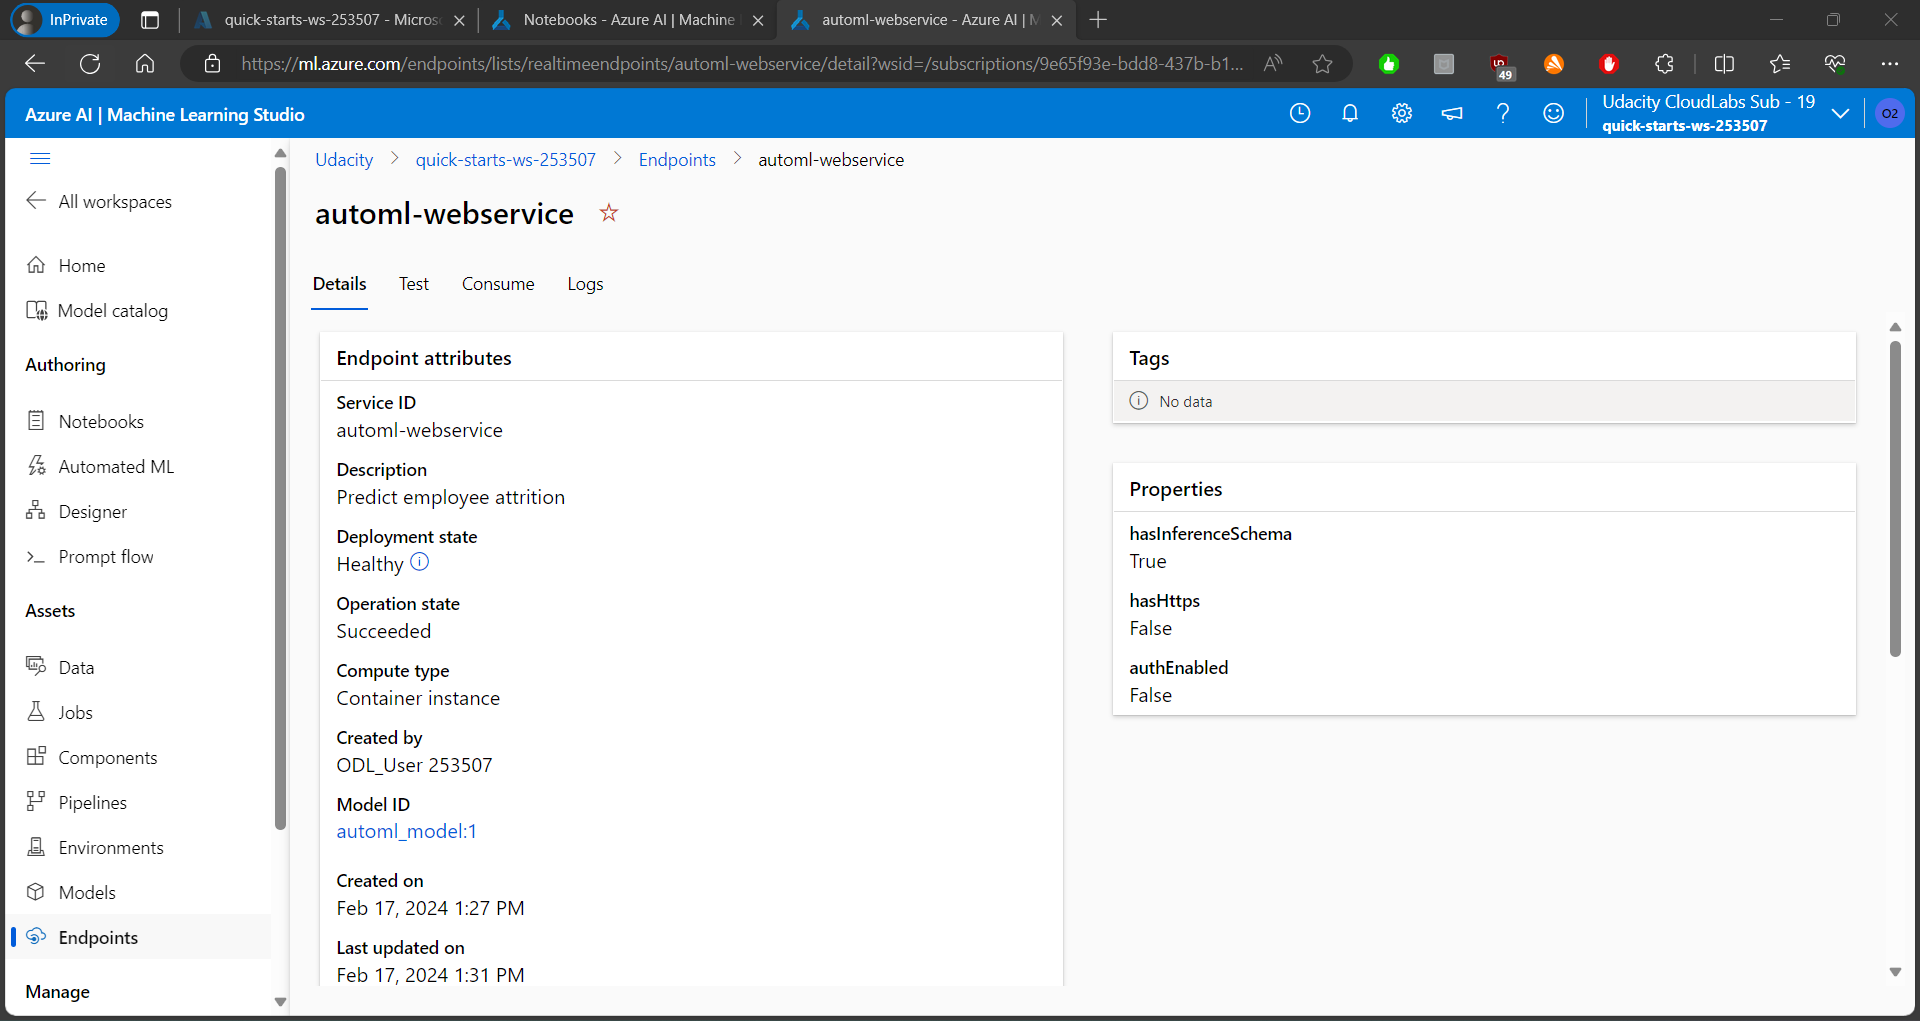 InPrivate
quick-starts-ws-253507 - Micros
Notebooks - Azure AI | Machine
automl-webservice - Azure AI | M
https://ml.azure.com/endpoints/lists/realtimeendpoints/automl-webservice/detail?wsid=/subscriptions/9e65f93e-bdd8-437b-b1...
49
Azure AI | Machine Learning Studio
Udacity CloudLabs Sub - 19
quick-starts-ws-253507
O2
All workspaces
Home
Model catalog
Authoring
Notebooks
Automated ML
Designer
Prompt flow
Assets
Data
Jobs
Components
Pipelines
Environments
Models
Endpoints
Manage
Udacity > quick-starts-ws-253507 > Endpoints > automl-webservice
automl-webservice
Details Test Consume Logs
Endpoint attributes
Service ID
automl-webservice
Description
Predict employee attrition
Deployment state
Healthy
Operation state
Succeeded
Compute type
Container instance
Created by
ODL_User 253507
Model ID
automl_model:1
Created on
Feb 17, 2024 1:27 PM
Last updated on
Feb 17, 2024 1:31 PM
Tags
No data
Properties
hasInferenceSchema
True
hasHttps
False
authEnabled
False